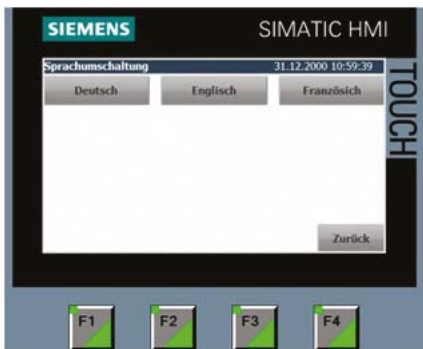 SIEMENS SIMATIC HMI
TOUCH
Sprachumschaltung 31.12.2000 10:59:39
Deutsch Englisch Französich
Zurück
F1 F2 F3 F4